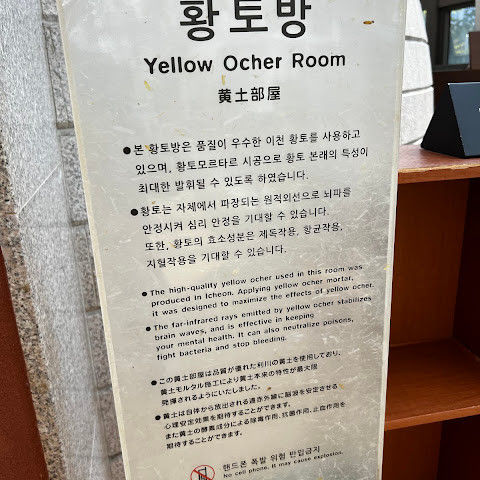 황토방
Yellow Ocher Room
黄土部屋
● 본 황토방은 품질이 우수한 이천 황토를 사용하고
있으며, 황토모르타르 시공으로 황토 본래의 특성이
최대한 발휘될 수 있도록 하였습니다.
● 황토는 자체에서 파장되는 원적외선으로 뇌파를
안정시켜 심리 안정을 기대할 수 있습니다.
또한, 황토의 효소성분은 제독작용, 항균작용,
지혈작용을 기대할 수 있습니다.
● The high-quality yellow ocher used in this room was
produced in Icheon. Applying yellow ocher mortar,
it was designed to maximize the effects of yellow ocher.
● The far-infrared rays emitted by yellow ocher stabilizes
brain waves, and is effective in keeping
your mental health. It can also neutralize poisons,
fight bacteria and stop bleeding.
● この黄土部屋は品質が優れた利川の黄土を使用しており、
黄土モルタル施工により黄土本来の特性が最大限
発揮されるようにいたしました。
● 黄土は自体から放出される遠赤外線に脳波を安定させる
心理安定効果を期待することができます。
また黄土の酵素成分による除毒作用、抗菌作用、止血作用を
期待することができます。
핸드폰 폭발 위험 반입금지
No cell phone. It may cause explosion.